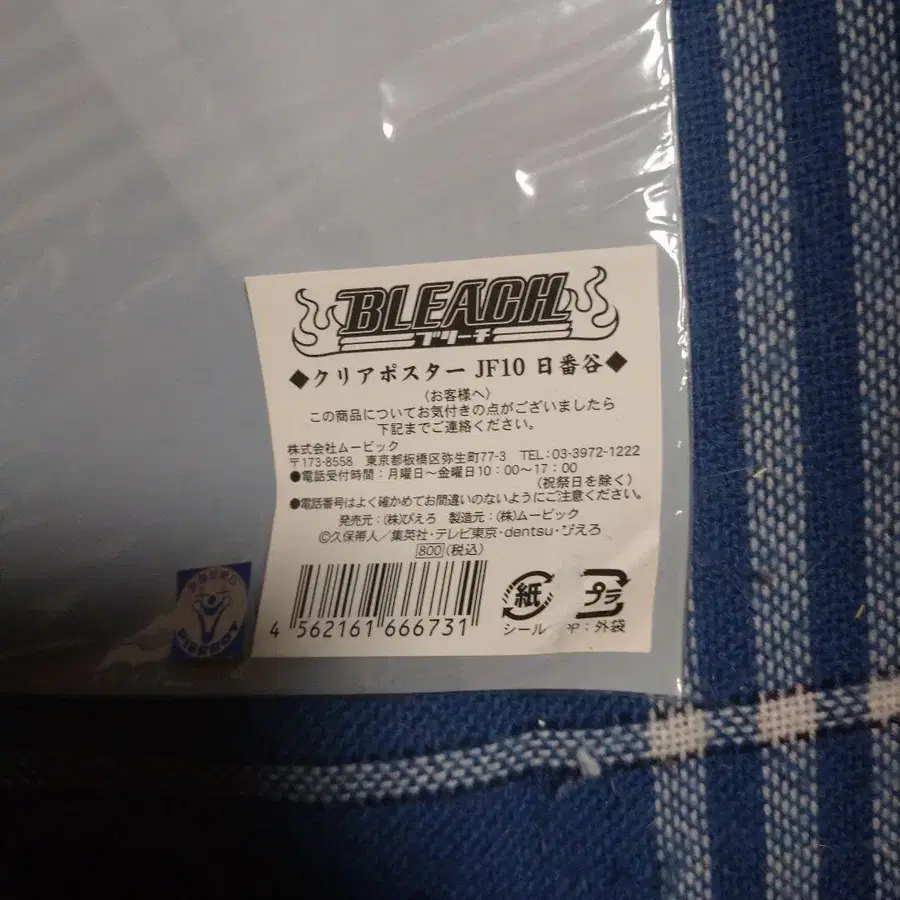 BLEACH
ブリーチ
◆クリアポスター JF10 日番谷◆
〈お客様へ〉
この商品についてお気付きの点がございましたら
下記までご連絡ください。
株式会社ムービック
〒173-8558 東京都板橋区弥生町77-3 TEL:03-3972-1222
●電話受付時間:月曜日〜金曜日10:00〜17:00
(祝祭日を除く)
●電話番号はよく確かめてお間違いのないようにご注意ください。
発売元:(株)ぴえろ 製造元:(株)ムービック
©久保帯人/集英社・テレビ東京・dentsu・ぴえろ
800(税込)
4 562161 666731
紙 プラ
シール PP:外袋